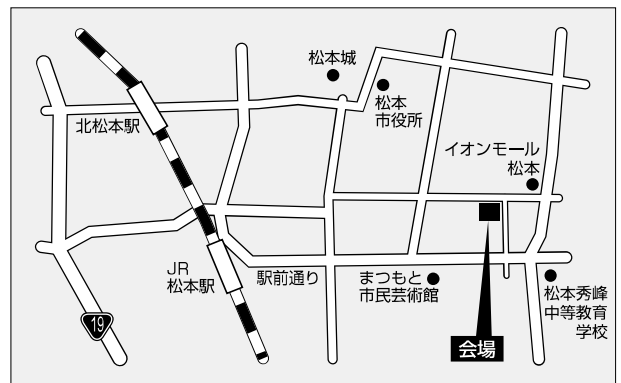 松本城
松本
市役所
北松本駅
イオンモール
松本
JR
松本駅
駅前通り
まつもと
市民芸術館
松本秀峰
中等教育
学校
19
会場